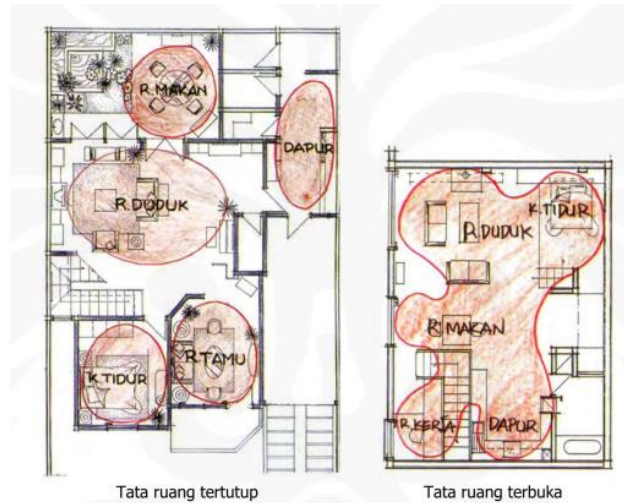 R. MAKAN
DAPUR
R. DUDUK
K. TIDUR
R. TAMU
Tata ruang tertutup
K. TIDUR
R. DUDUK
R. MAKAN
R. KERJA
DAPUR
Tata ruang terbuka